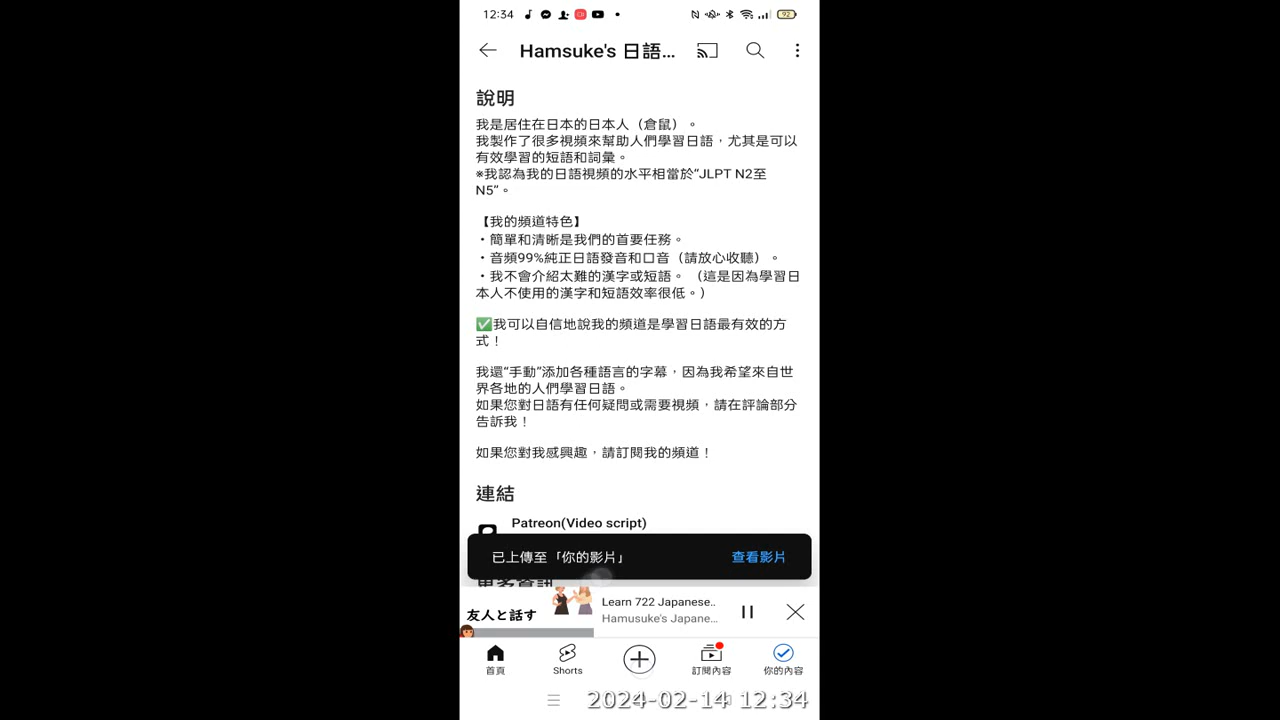 12:34
92
Hamsuke's 日語...
說明
我是居住在日本的日本人（倉鼠）。
我製作了很多視頻來幫助人們學習日語，尤其是可以
有效學習的短語和詞彙。
※我認為我的日語視頻的水平相當於“JLPT N2至
N5”。
【我的頻道特色】
・簡單和清晰是我們的首要任務。
・音頻99%純正日語發音和口音（請放心收聽）。
・我不會介紹太難的漢字或短語。（這是因為學習日
本人不使用的漢字和短語效率很低。）
✅我可以自信地說我的頻道是學習日語最有效的方
式！
我還“手動”添加各種語言的字幕，因為我希望來自世
界各地的人們學習日語。
如果您對日語有任何疑問或需要視頻，請在評論部分
告訴我！
如果您對我感興趣，請訂閱我的頻道！
連結
Patreon(Video script)
已上傳至「你的影片」
查看影片
更多資訊
友人と話す
Learn 722 Japanese..
Hamusuke's Japane...
首頁
Shorts
訂閱內容
你的內容
2024-02-14 12:34